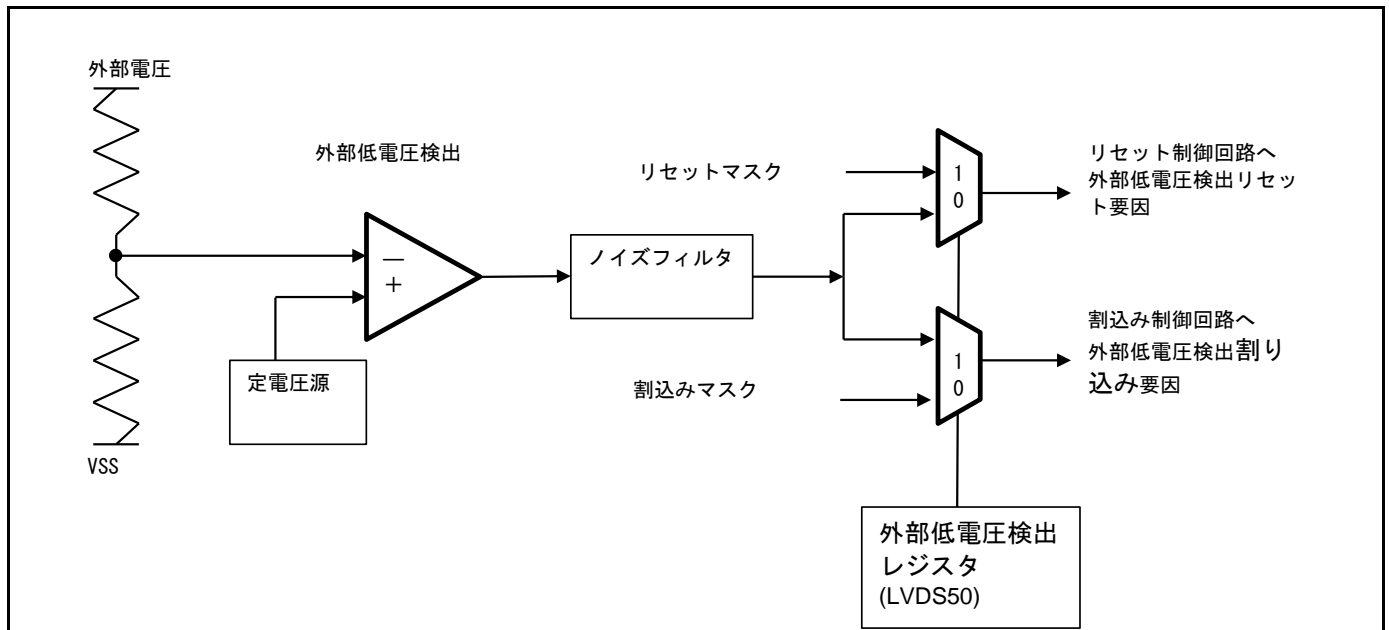 外部電圧
外部低電圧検出
リセットマスク
1
0
リセット制御回路へ
外部低電圧検出リセッ
ト要因
ー
+
ノイズフィルタ
定電圧源
割込みマスク
1
0
割込み制御回路へ
外部低電圧検出割り
込み要因
VSS
外部低電圧検出
レジスタ
(LVDS50)